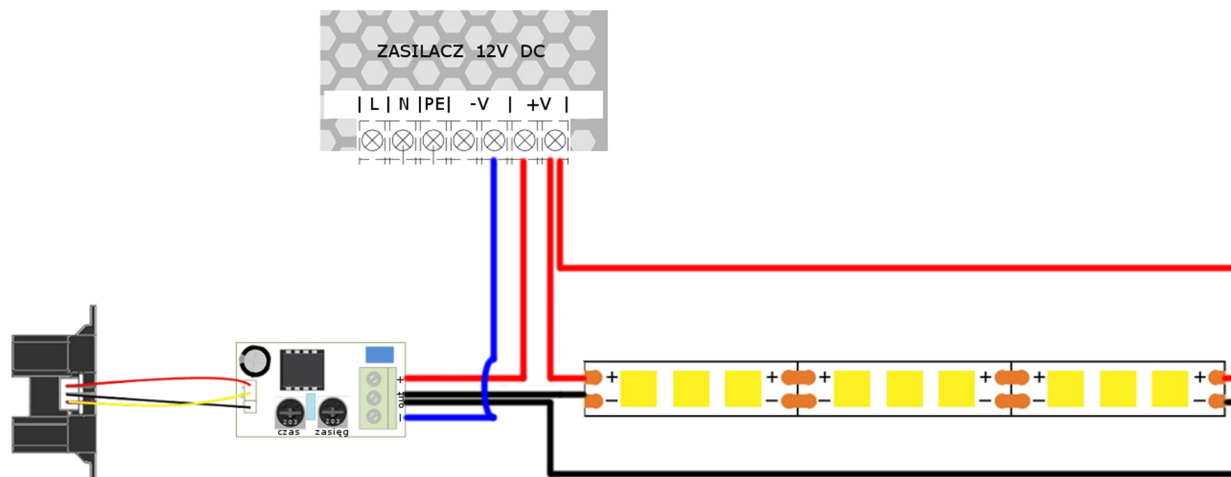 ZASILACZ 12V DC
| L | N |PE| -V | +V |
+
out
−
203 203
czas zasięg
+ + + + + +
− − − − − −